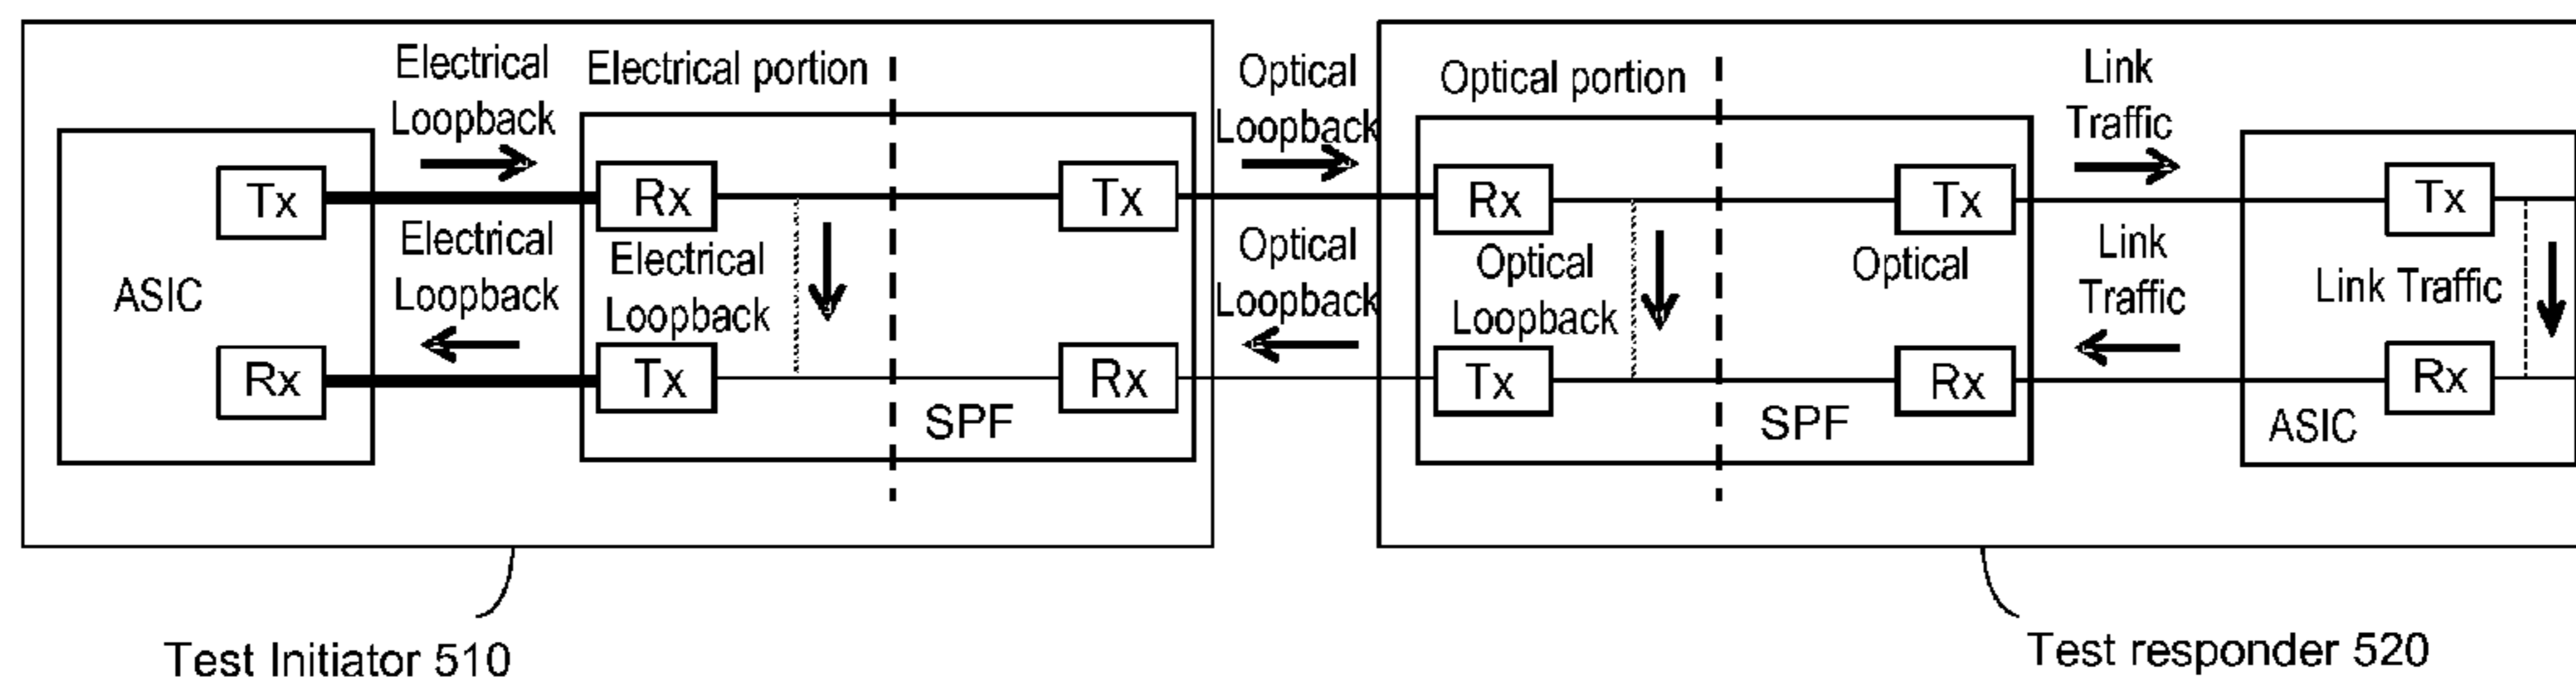 Electrical
Loopback
Electrical portion
Optical
Loopback
Optical portion
Link
Traffic
Tx
Rx
Tx
Rx
Tx
Tx
Electrical
Loopback
Electrical
Loopback
Optical
Loopback
Optical
Loopback
Optical
Link
Traffic
Link Traffic
ASIC
Rx
Tx
Rx
Tx
Rx
Rx
SPF
SPF
ASIC
Test Initiator 510
Test responder 520